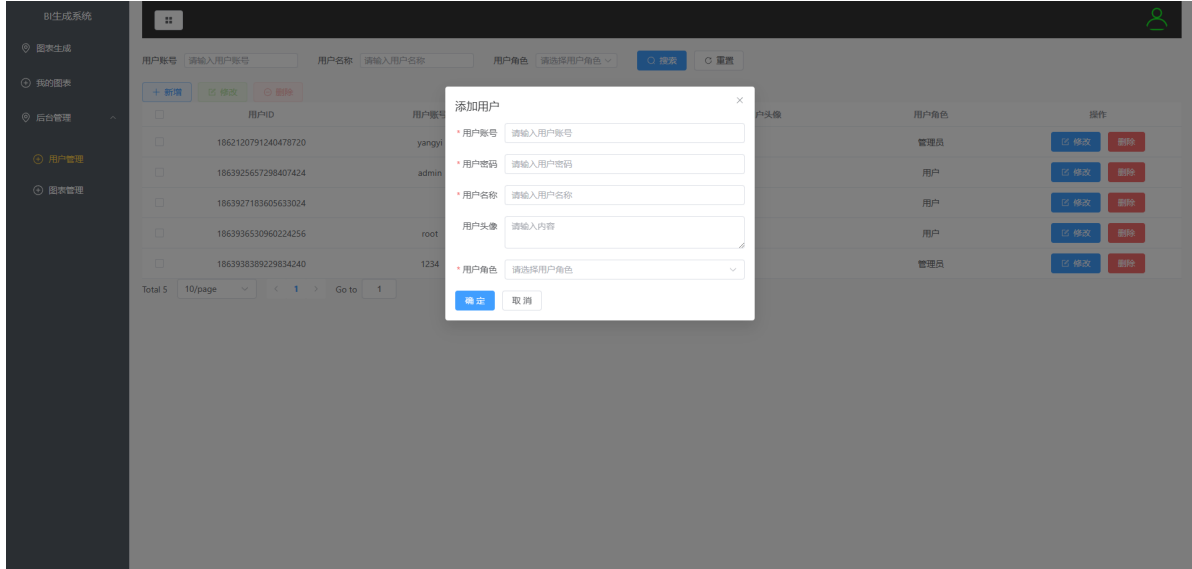 BI生成系统
图表生成
我的图表
后台管理
用户管理
图表管理
用户账号 请输入用户账号 用户名称 请输入用户名称 用户角色 请选择用户角色 搜索 重置
新增 修改 删除
用户ID 用户账号 户头像 用户角色 操作
1862120791240478720 yangyi 管理员 修改 删除
1863925657298407424 admin 用户 修改 删除
1863927183605633024 用户 修改 删除
1863936530960224256 root 用户 修改 删除
1863938389229834240 1234 管理员 修改 删除
Total 5 10/page 1 Go to 1
添加用户
* 用户账号 请输入用户账号
* 用户密码 请输入用户密码
* 用户名称 请输入用户名称
用户头像 请输入内容
* 用户角色 请选择用户角色
确定 取消